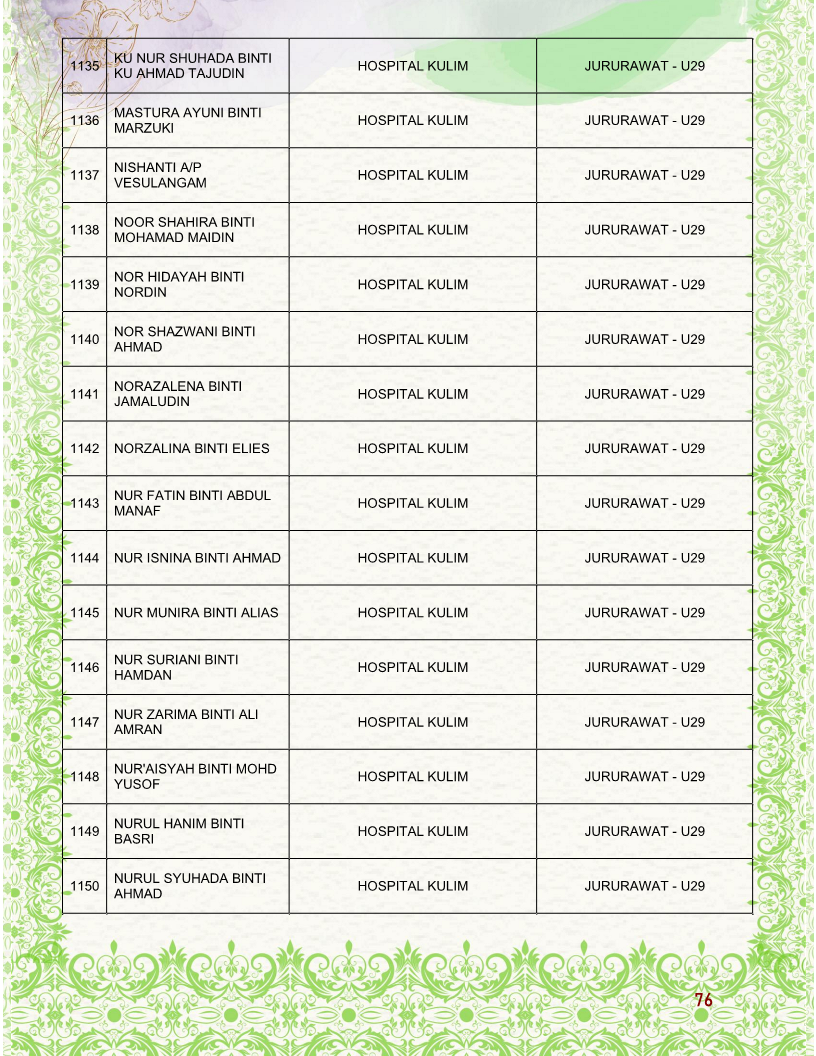 1135 KU NUR SHUHADA BINTI KU AHMAD TAJUDIN HOSPITAL KULIM JURURAWAT - U29
1136 MASTURA AYUNI BINTI MARZUKI HOSPITAL KULIM JURURAWAT - U29
1137 NISHANTI A/P VESULANGAM HOSPITAL KULIM JURURAWAT - U29
1138 NOOR SHAHIRA BINTI MOHAMAD MAIDIN HOSPITAL KULIM JURURAWAT - U29
1139 NOR HIDAYAH BINTI NORDIN HOSPITAL KULIM JURURAWAT - U29
1140 NOR SHAZWANI BINTI AHMAD HOSPITAL KULIM JURURAWAT - U29
1141 NORAZALENA BINTI JAMALUDIN HOSPITAL KULIM JURURAWAT - U29
1142 NORZALINA BINTI ELIES HOSPITAL KULIM JURURAWAT - U29
1143 NUR FATIN BINTI ABDUL MANAF HOSPITAL KULIM JURURAWAT - U29
1144 NUR ISNINA BINTI AHMAD HOSPITAL KULIM JURURAWAT - U29
1145 NUR MUNIRA BINTI ALIAS HOSPITAL KULIM JURURAWAT - U29
1146 NUR SURIANI BINTI HAMDAN HOSPITAL KULIM JURURAWAT - U29
1147 NUR ZARIMA BINTI ALI AMRAN HOSPITAL KULIM JURURAWAT - U29
1148 NUR'AISYAH BINTI MOHD YUSOF HOSPITAL KULIM JURURAWAT - U29
1149 NURUL HANIM BINTI BASRI HOSPITAL KULIM JURURAWAT - U29
1150 NURUL SYUHADA BINTI AHMAD HOSPITAL KULIM JURURAWAT - U29
76